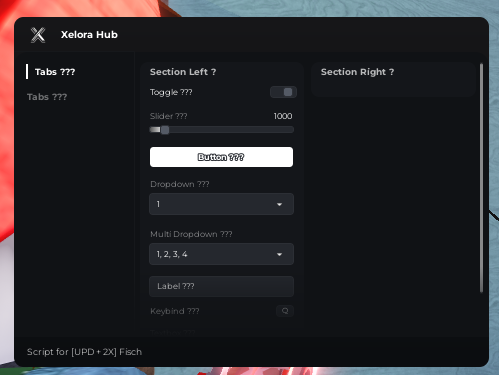 Xelora Hub
Tabs ???
Tabs ???
Section Left ?
Toggle ???
Slider ???
1000
Button ???
Dropdown ???
1
Multi Dropdown ???
1, 2, 3, 4
Label ???
Keybind ???
Q
Section Right ?
Script for [UPD + 2X] Fisch